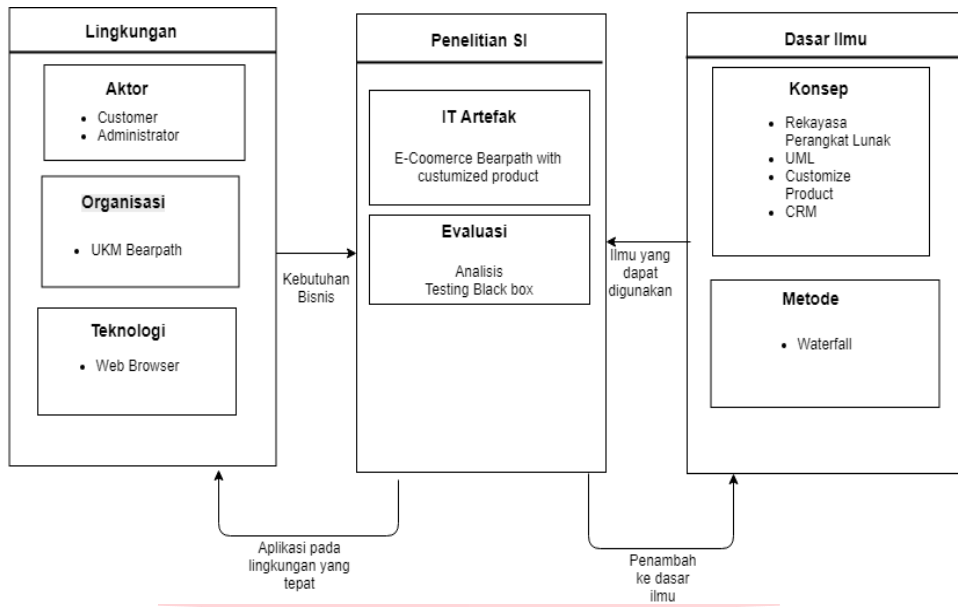 Lingkungan
Aktor
• Customer
• Administrator
Organisasi
• UKM Bearpath
Teknologi
• Web Browser
Kebutuhan
Bisnis
Penelitian SI
IT Artefak
E-Coomerce Bearpath with
custumized product
Evaluasi
Analisis
Testing Black box
Ilmu yang
dapat
digunakan
Dasar Ilmu
Konsep
• Rekayasa
Perangkat Lunak
• UML
• Customize
Product
• CRM
Metode
• Waterfall
Aplikasi pada
lingkungan yang
tepat
Penambah
ke dasar
ilmu